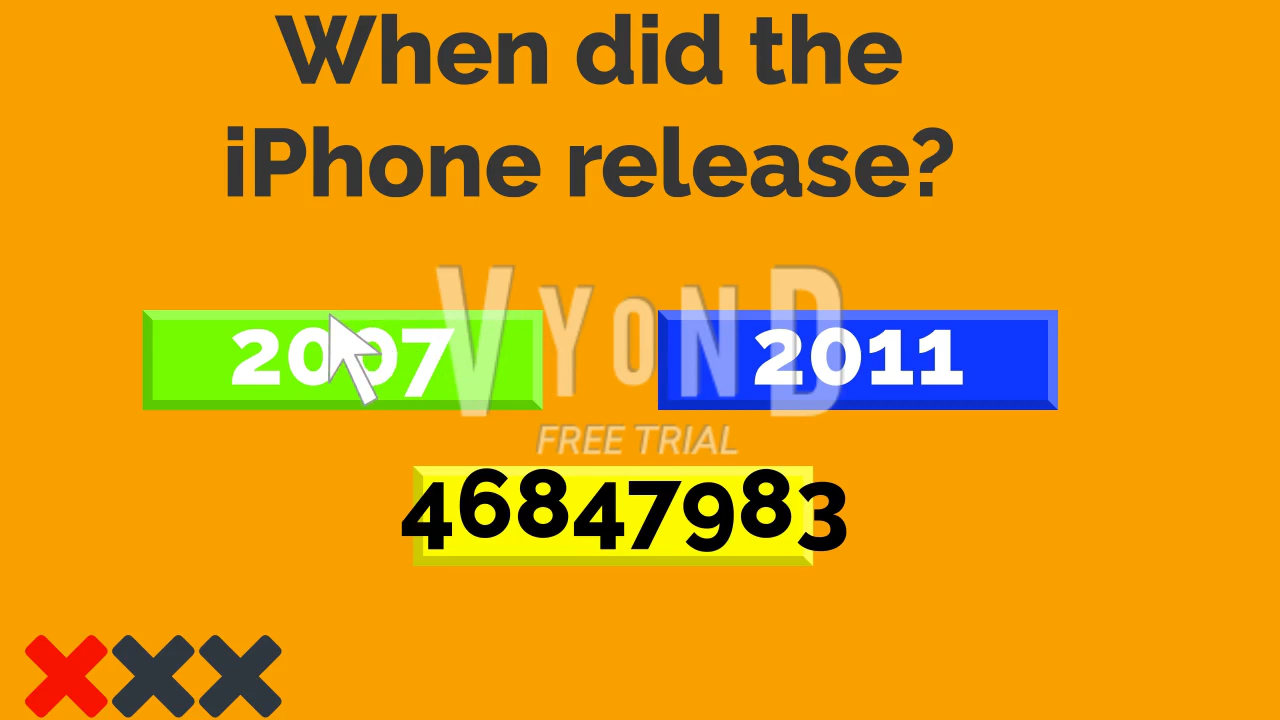 When did the
iPhone release?
2007
2011
VYOND
FREE TRIAL
46847983